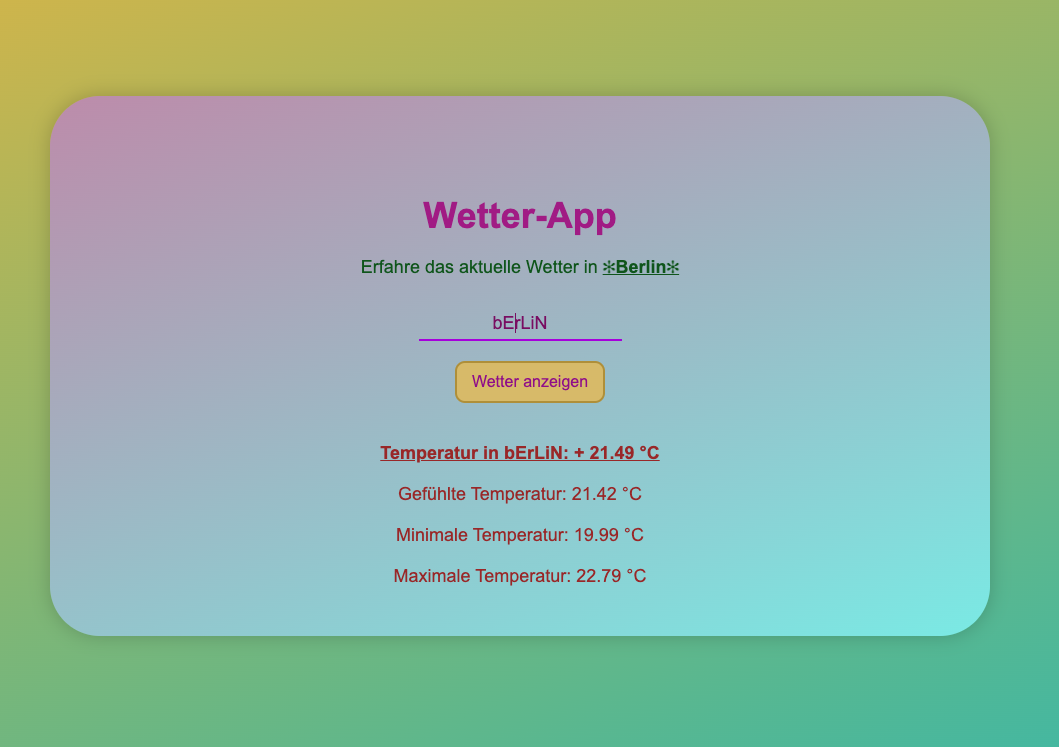 Wetter-App
Erfahre das aktuelle Wetter in ✻Berlin✻
bErLiN
Wetter anzeigen
Temperatur in bErLiN: + 21.49 °C
Gefühlte Temperatur: 21.42 °C
Minimale Temperatur: 19.99 °C
Maximale Temperatur: 22.79 °C